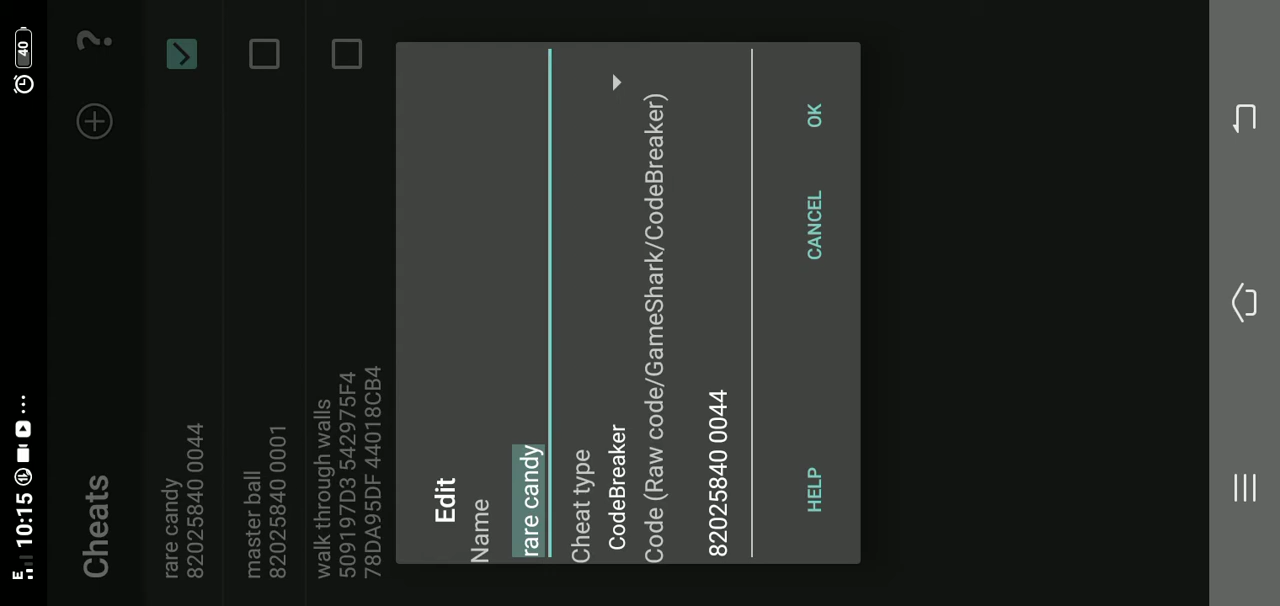 E 10:15 ...
40
Cheats
?
rare candy
82025840 0044
master ball
82025840 0001
walk through walls
509197D3 542975F4
78DA95DF 44018CB4
Edit
Name
rare candy
Cheat type
CodeBreaker
Code (Raw code/GameShark/CodeBreaker)
82025840 0044
HELP CANCEL OK